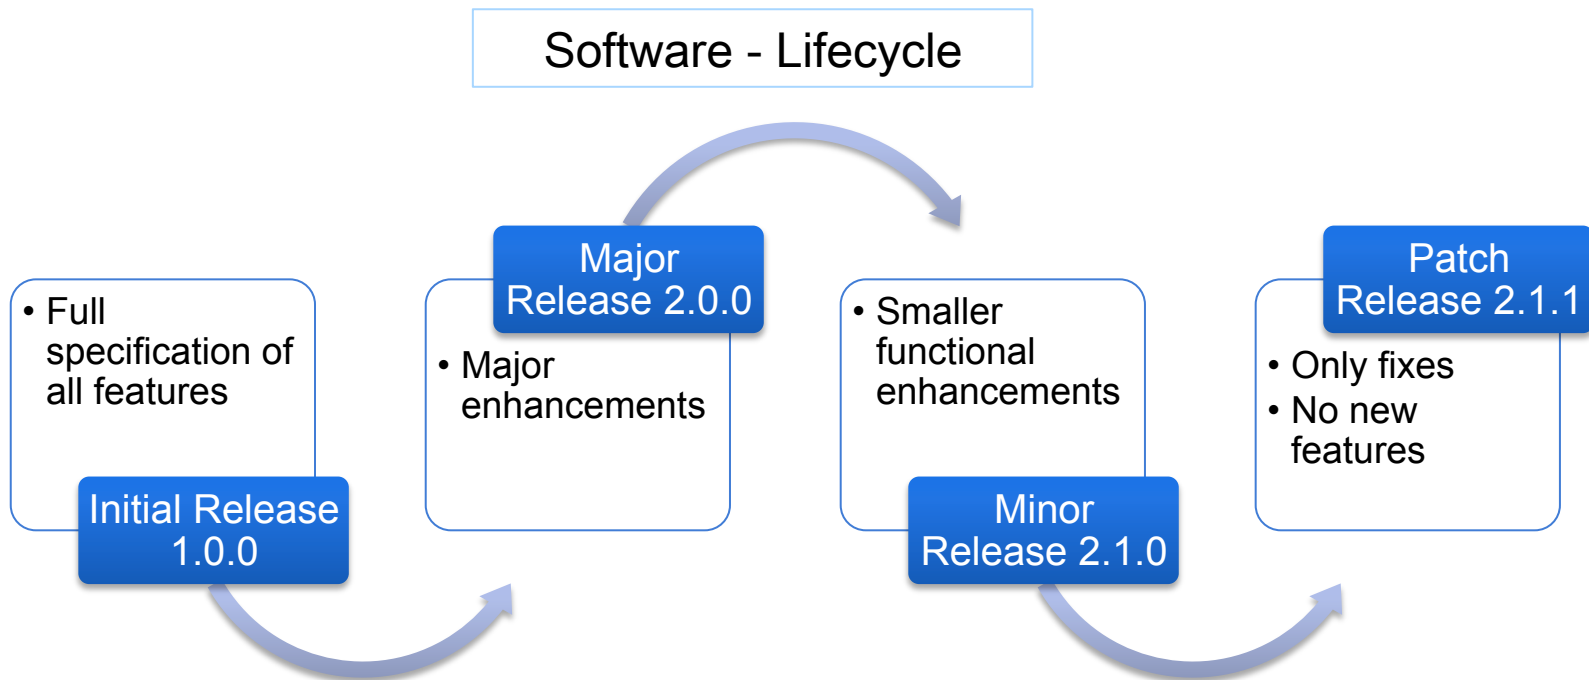 Software - Lifecycle
• Full
specification of
all features
Initial Release
1.0.0
Major
Release 2.0.0
• Major
enhancements
• Smaller
functional
enhancements
Minor
Release 2.1.0
Patch
Release 2.1.1
• Only fixes
• No new
features